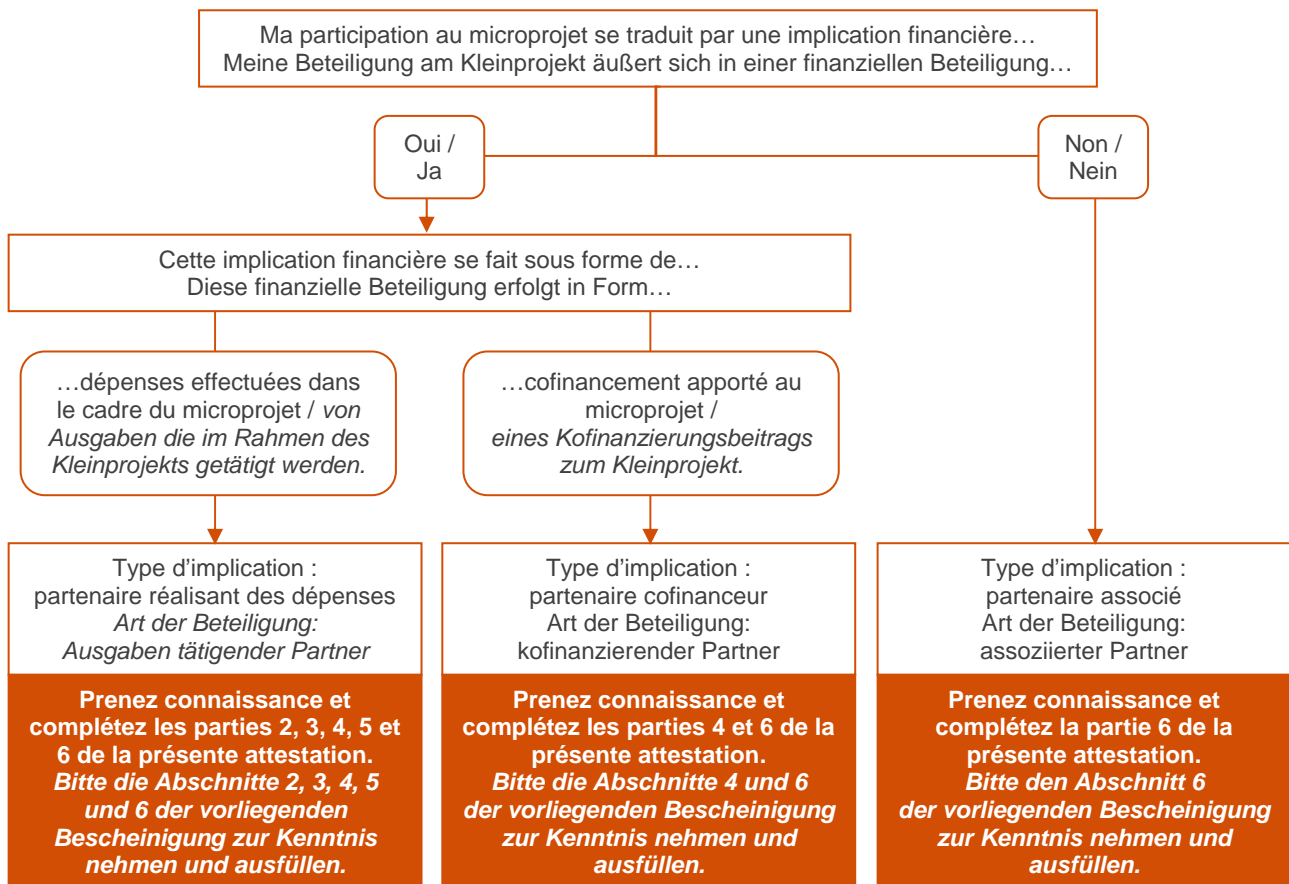 Ma participation au microprojet se traduit par une implication financière…
Meine Beteiligung am Kleinprojekt äußert sich in einer finanziellen Beteiligung…
Oui /
Ja
Non /
Nein
Cette implication financière se fait sous forme de…
Diese finanzielle Beteiligung erfolgt in Form…
…dépenses effectuées dans
le cadre du microprojet / von
Ausgaben die im Rahmen des
Kleinprojekts getätigt werden.
…cofinancement apporté au
microprojet /
eines Kofinanzierungsbeitrags
zum Kleinprojekt.
Type d'implication :
partenaire réalisant des dépenses
Art der Beteiligung:
Ausgaben tätigender Partner
Prenez connaissance et
complétez les parties 2, 3, 4, 5 et
6 de la présente attestation.
Bitte die Abschnitte 2, 3, 4, 5
und 6 der vorliegenden
Bescheinigung zur Kenntnis
nehmen und ausfüllen.
Type d'implication :
partenaire cofinanceur
Art der Beteiligung:
kofinanzierender Partner
Prenez connaissance et
complétez les parties 4 et 6 de la
présente attestation.
Bitte die Abschnitte 4 und 6
der vorliegenden Bescheinigung
zur Kenntnis nehmen und
ausfüllen.
Type d'implication :
partenaire associé
Art der Beteiligung:
assoziierter Partner
Prenez connaissance et
complétez la partie 6 de la
présente attestation.
Bitte den Abschnitt 6
der vorliegenden Bescheinigung
zur Kenntnis nehmen und
ausfüllen.